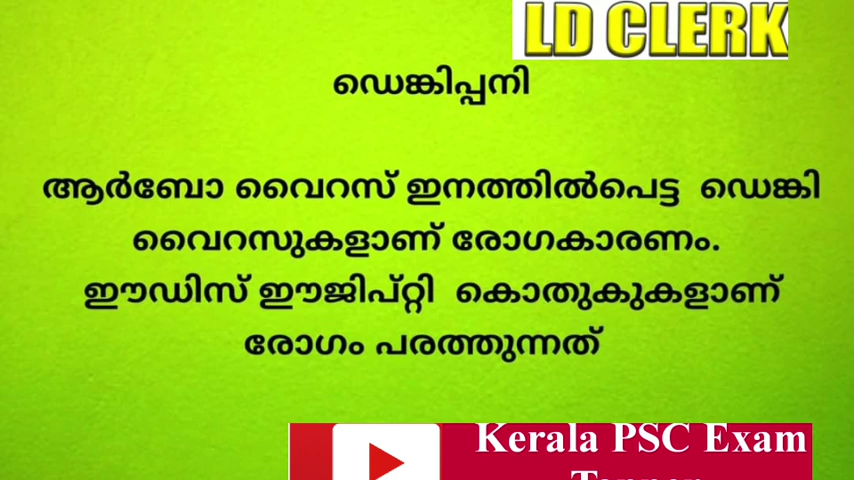 LD CLERK
ഡെങ്കിപ്പനി
ആർബോ വൈറസ് ഇനത്തിൽപെട്ട ഡെങ്കി
വൈറസുകളാണ് രോഗകാരണം.
ഈഡിസ് ഈജിപ്റ്റി കൊതുകുകളാണ്
രോഗം പരത്തുന്നത്
Kerala PSC Exam